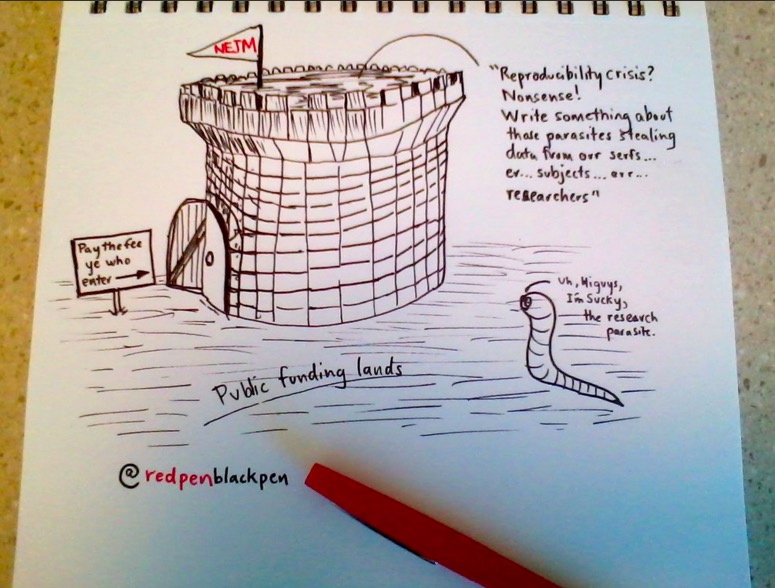 NEJM
"Reproducibility Crisis?
Nonsense!
Write something about
those parasites stealing
data from our serfs...
er... subjects... err...
researchers"
Pay the fee
ye who
enter →
Uh, Hi guys,
I'm Sucky,
the research
parasite.
Public funding lands
@redpenblackpen